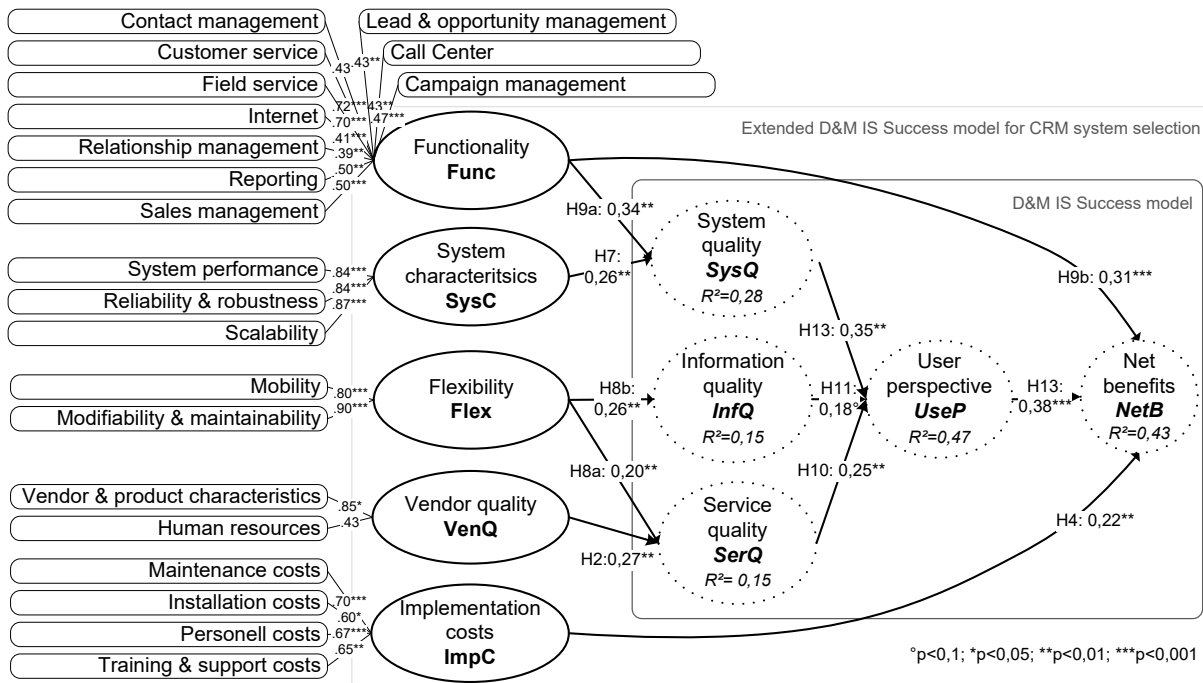 Contact management
Customer service
Field service
Internet
Relationship management
Reporting
Sales management
Lead & opportunity management
Call Center
Campaign management
.43
.43**
.72***
.43**
.70***
.47***
.41***
.39**
.50**
.50***
Functionality
Func
Extended D&M IS Success model for CRM system selection
D&M IS Success model
System performance
Reliability & robustness
Scalability
.84***
.84***
.87***
System
characteritsics
SysC
Mobility
Modifiability & maintainability
.80***
.90***
Flexibility
Flex
Vendor & product characteristics
Human resources
.85*
.43
Vendor quality
VenQ
Maintenance costs
Installation costs
Personell costs
Training & support costs
.70***
.60*
.67***
.65**
Implementation
costs
ImpC
H9a: 0,34**
H7:
0,26**
H8b:
0,26**
H8a: 0,20**
H2:0,27**
System
quality
SysQ
R²=0,28
Information
quality
InfQ
R²=0,15
Service
quality
SerQ
R²= 0,15
H13: 0,35**
H11:
0,18°
H10: 0,25**
User
perspective
UseP
R²=0,47
H13:
0,38***
H9b: 0,31***
H4: 0,22**
Net
benefits
NetB
R²=0,43
°p<0,1; *p<0,05; **p<0,01; ***p<0,001